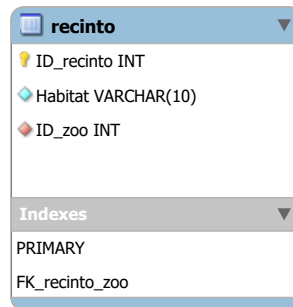 recinto
ID_recinto INT
Habitat VARCHAR(10)
ID_zoo INT
Indexes
PRIMARY
FK_recinto_zoo